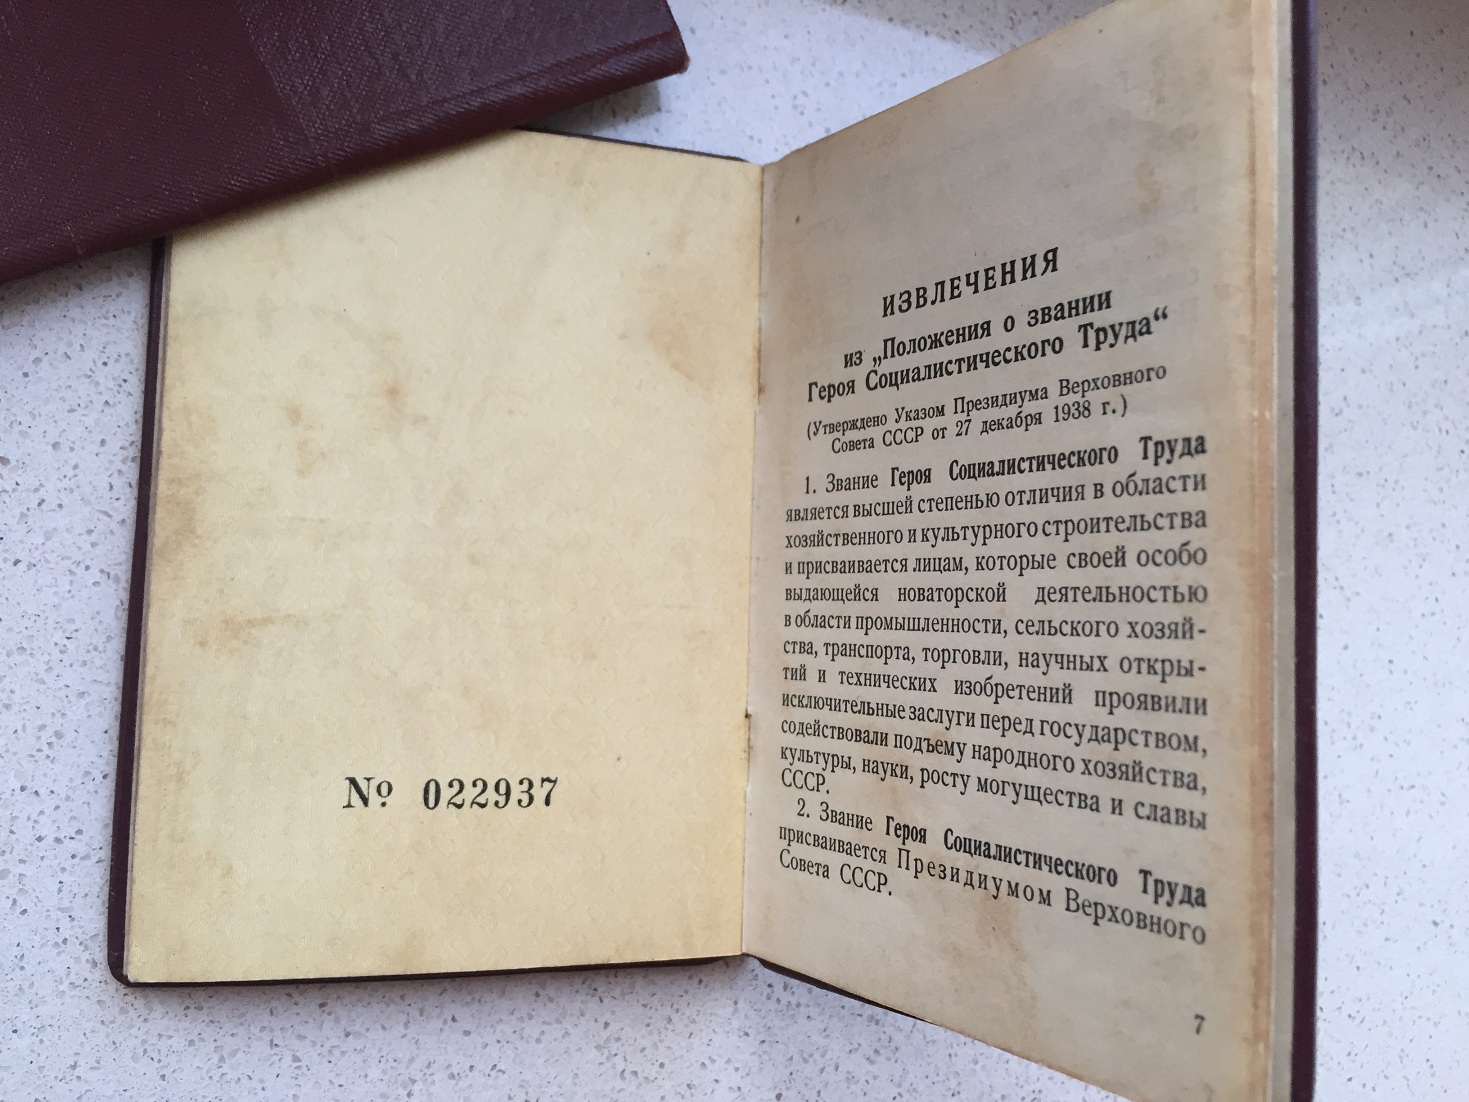 № 022937
ИЗВЛЕЧЕНИЯ
из „Положения о звании
Героя Социалистического Труда“
(Утверждено Указом Президиума Верховного
Совета СССР от 27 декабря 1938 г.)
1. Звание Героя Социалистического Труда
является высшей степенью отличия в области
хозяйственного и культурного строительства
и присваивается лицам, которые своей особо
выдающейся новаторской деятельностью
в области промышленности, сельского хозяй-
ства, транспорта, торговли, научных откры-
тий и технических изобретений проявили
исключительные заслуги перед государством,
содействовали подъему народного хозяйства,
культуры, науки, росту могущества и славы
СССР.
2. Звание Героя Социалистического Труда
присваивается Президиумом Верховного
Совета СССР.
7